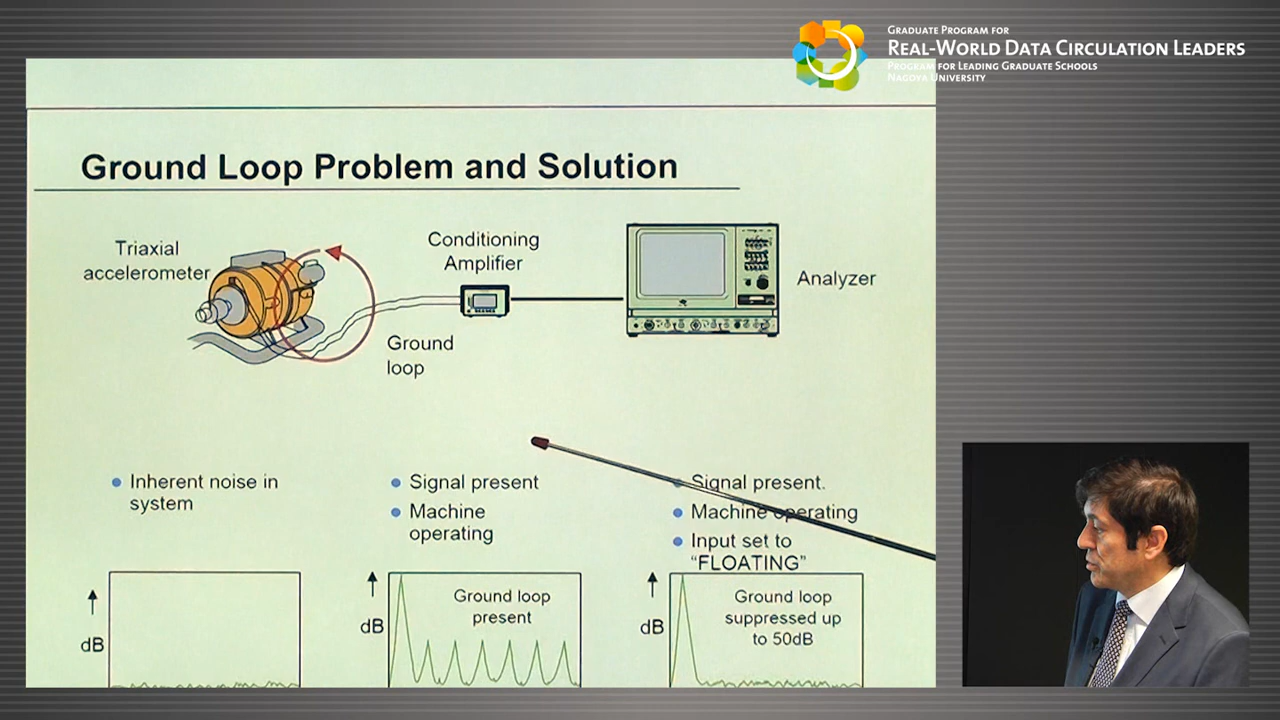 GRADUATE PROGRAM FOR
REAL-WORLD DATA CIRCULATION LEADERS
PROGRAM FOR LEADING GRADUATE SCHOOLS
NAGOYA UNIVERSITY
Ground Loop Problem and Solution
Triaxial
accelerometer
Conditioning
Amplifier
Analyzer
Ground
loop
Inherent noise in
system
Signal present
Machine
operating
Signal present.
Machine operating
Input set to
“FLOATING”
dB
dB
Ground loop
present
dB
Ground loop
suppressed up
to 50dB